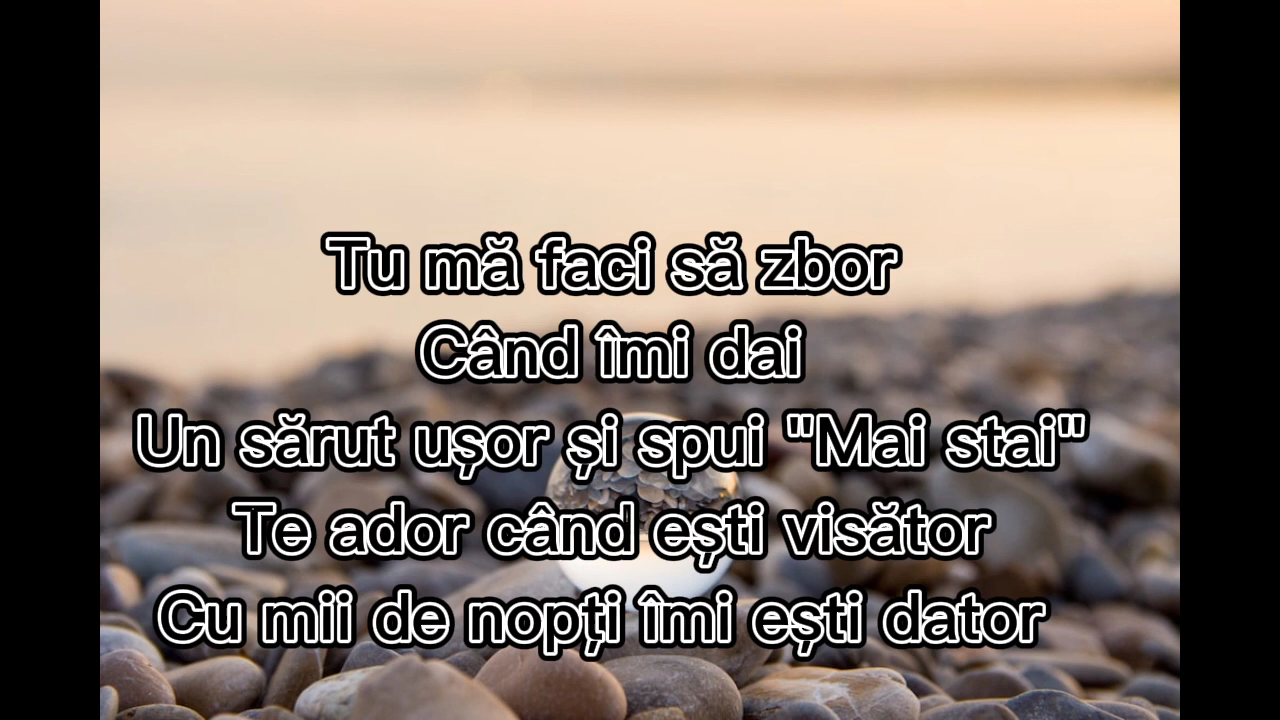 Tu mă faci să zbor
Când îmi dai
Un sărut ușor și spui "Mai stai"
Te ador când ești visător
Cu mii de nopți îmi ești dator